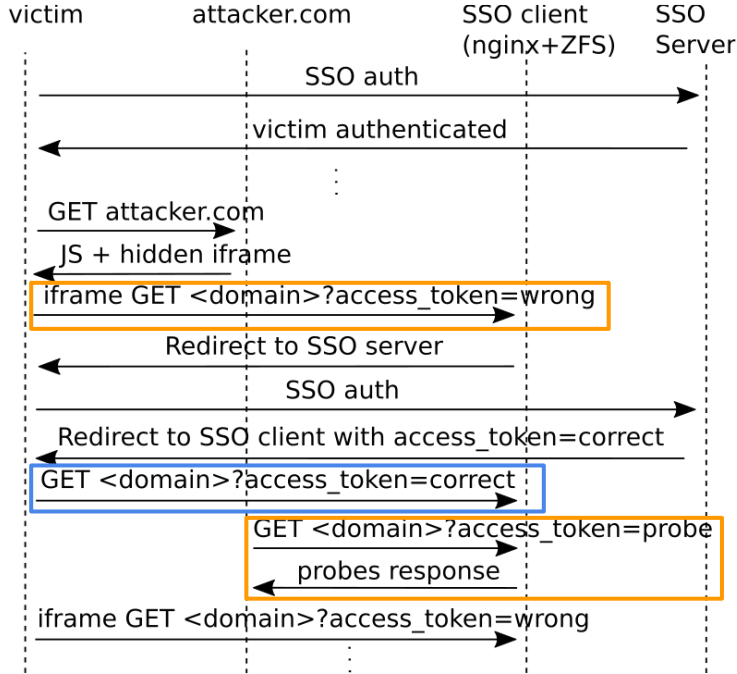 victim
attacker.com
SSO client
(nginx+ZFS)
SSO
Server
SSO auth
victim authenticated
GET attacker.com
JS + hidden iframe
iframe GET <domain>?access_token=wrong
Redirect to SSO server
SSO auth
Redirect to SSO client with access_token=correct
GET <domain>?access_token=correct
GET <domain>?access_token=probe
probes response
iframe GET <domain>?access_token=wrong